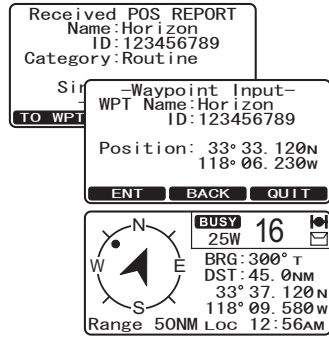 Received POS REPORT
Name:Horizon
ID:123456789
Category:Routine
TO WPT
-Waypoint Input-
WPT Name:Horizon
ID:123456789
Position: 33°33.120N
118°06.230W
ENT BACK QUIT
N
W E
S
Range 50NM
BUSY
25W 16
BRG:300° T
DST:45.0NM
33°37.120N
118°09.580W
LOC 12:56AM